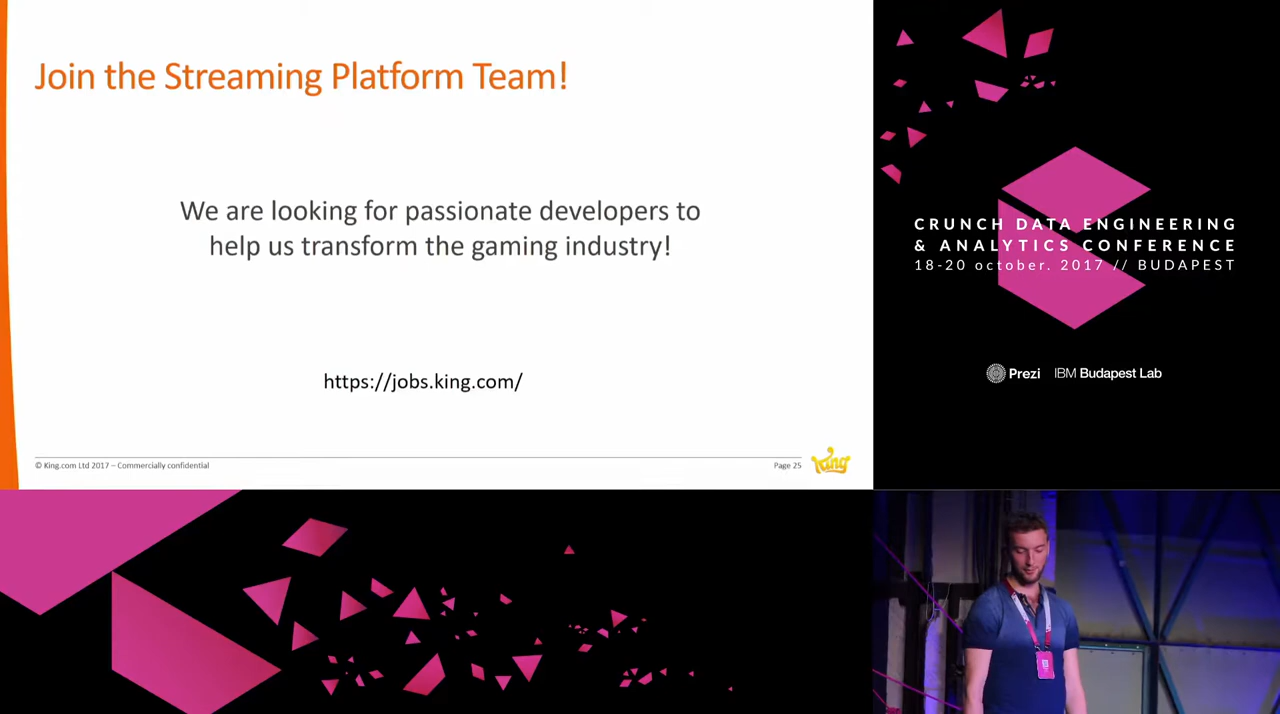 Join the Streaming Platform Team!
We are looking for passionate developers to
help us transform the gaming industry!
https://jobs.king.com/
© King.com Ltd 2017 – Commercially confidential
Page 25
King
CRUNCH DATA ENGINEERING
& ANALYTICS CONFERENCE
18-20 october. 2017 // BUDAPEST
Prezi
IBM Budapest Lab